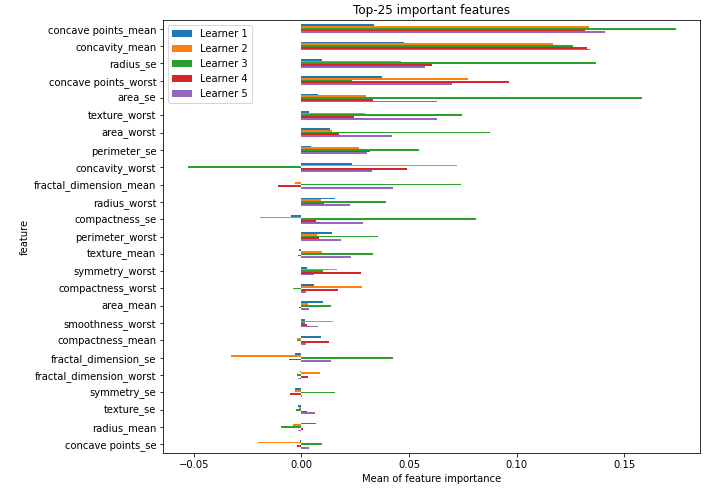 Top-25 important features
Learner 1
Learner 2
Learner 3
Learner 4
Learner 5
feature
concave points_mean
concavity_mean
radius_se
concave points_worst
area_se
texture_worst
area_worst
perimeter_se
concavity_worst
fractal_dimension_mean
radius_worst
compactness_se
perimeter_worst
texture_mean
symmetry_worst
compactness_worst
area_mean
smoothness_worst
compactness_mean
fractal_dimension_se
fractal_dimension_worst
symmetry_se
texture_se
radius_mean
concave points_se
−0.05 0.00 0.05 0.10 0.15
Mean of feature importance